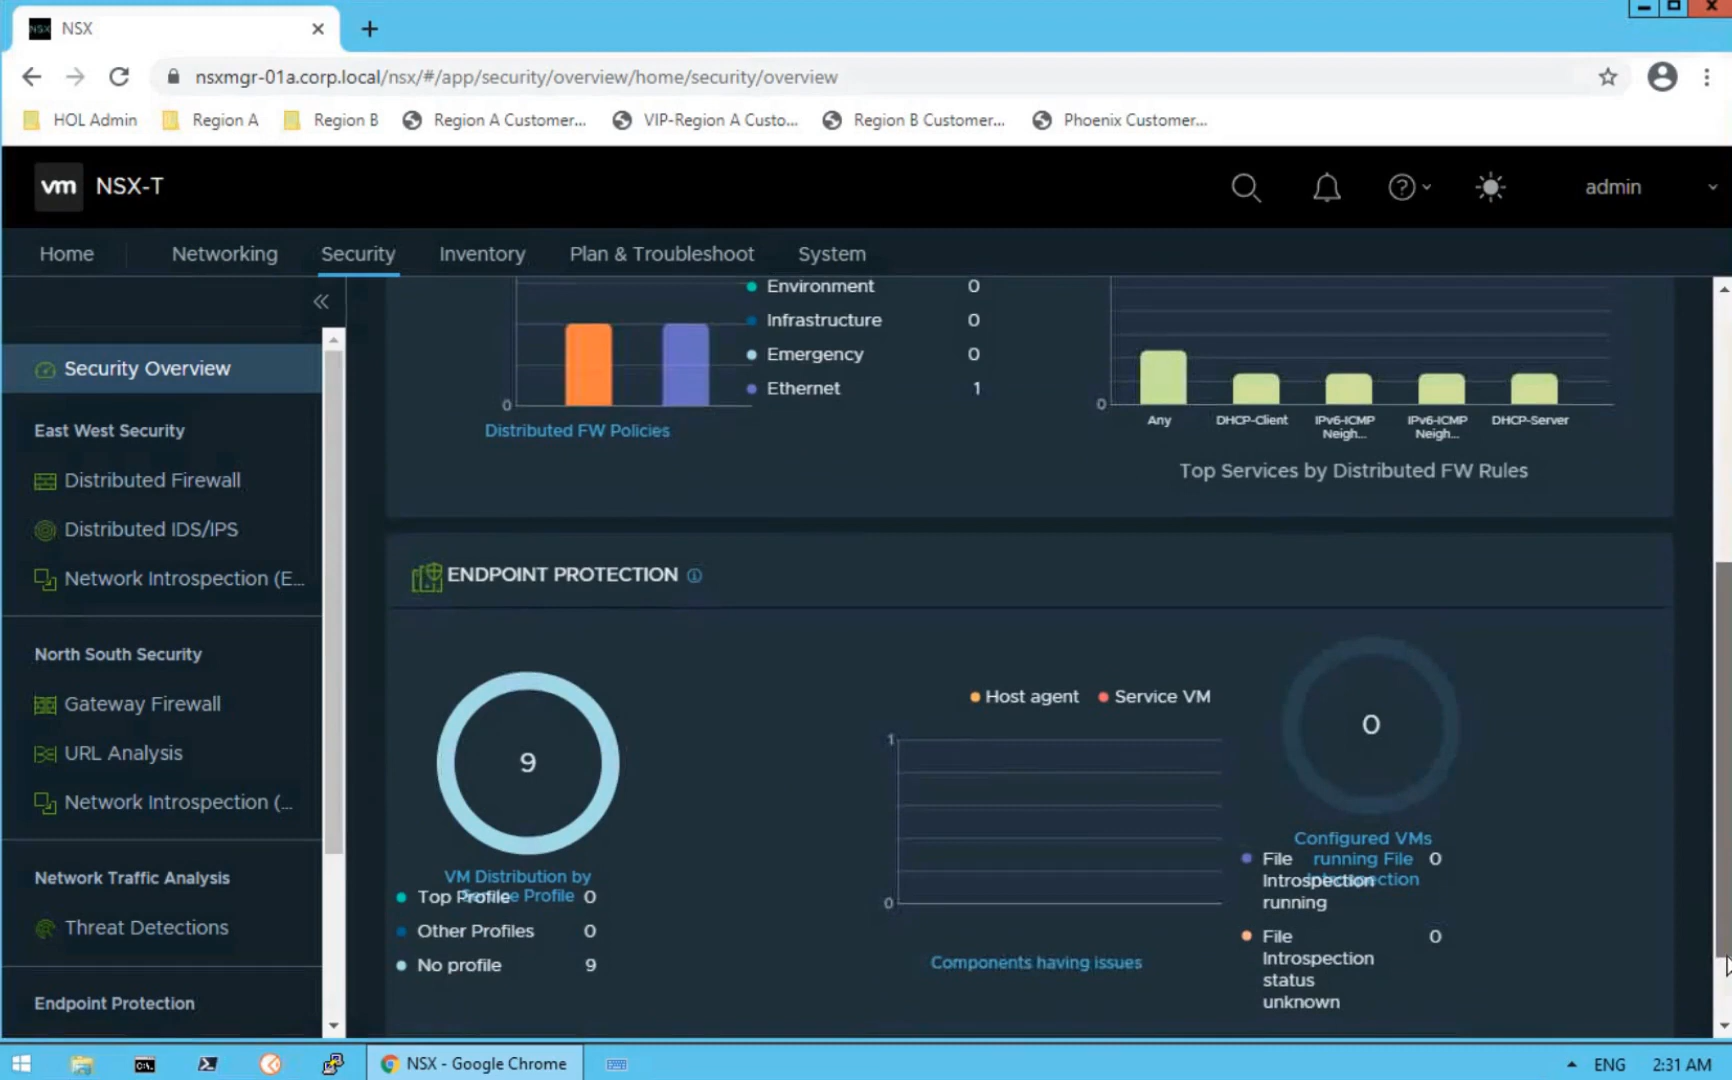 NSX
nsxmgr-01a.corp.local/nsx/#/app/security/overview/home/security/overview
HOL Admin
Region A
Region B
Region A Customer...
VIP-Region A Custo...
Region B Customer...
Phoenix Customer...
vm NSX-T
admin
Home
Networking
Security
Inventory
Plan & Troubleshoot
System
Security Overview
East West Security
Distributed Firewall
Distributed IDS/IPS
Network Introspection (E...
North South Security
Gateway Firewall
URL Analysis
Network Introspection (...
Network Traffic Analysis
Threat Detections
Endpoint Protection
0
Distributed FW Policies
Environment 0
Infrastructure 0
Emergency 0
Ethernet 1
0
Any
DHCP-Client
IPv6-ICMP
Neigh...
IPv6-ICMP
Neigh...
DHCP-Server
Top Services by Distributed FW Rules
ENDPOINT PROTECTION
9
VM Distribution by
Service Profile
Top Profile 0
Other Profiles 0
No profile 9
Host agent
Service VM
1
0
Components having issues
0
Configured VMs
running File
Introspection
File
Introspection
running
0
File
Introspection
status
unknown
0
NSX - Google Chrome
ENG
2:31 AM